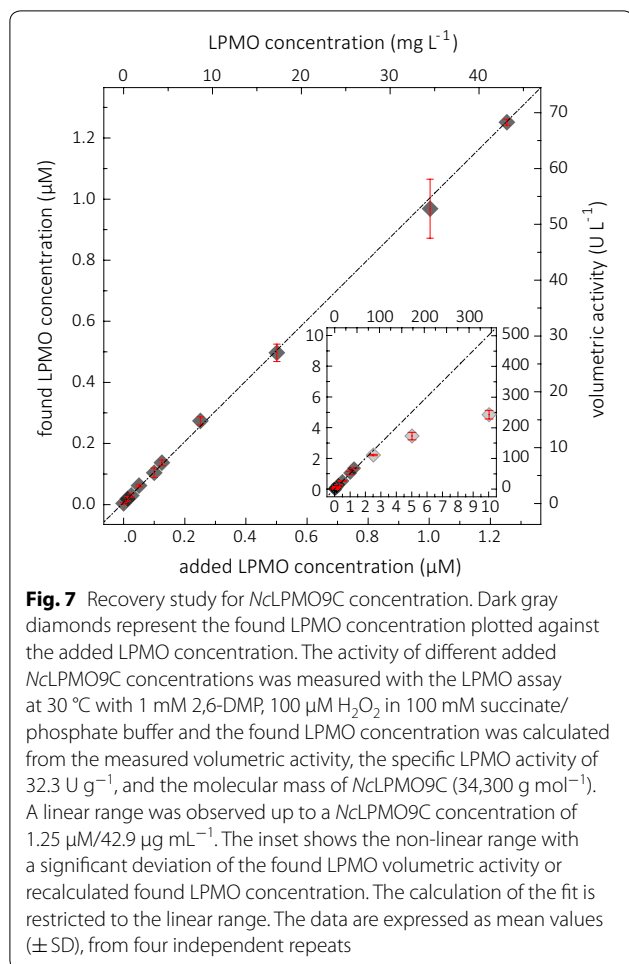 LPMO concentration (mg L⁻¹)
0 10 20 30 40
found LPMO concentration (µM)
1.2
1.0
0.8
0.6
0.4
0.2
0.0
70
60
50
40
30
20
10
0
volumetric activity (U L⁻¹)
0 100 200 300
10
8
6
4
2
0
500
400
300
200
100
0
0 1 2 3 4 5 6 7 8 9 10
.0 0.2 0.4 0.6 0.8 1.0 1.2
added LPMO concentration (µM)
Fig. 7 Recovery study for NcLPMO9C concentration. Dark gray
diamonds represent the found LPMO concentration plotted against
the added LPMO concentration. The activity of different added
NcLPMO9C concentrations was measured with the LPMO assay
at 30 °C with 1 mM 2,6-DMP, 100 µM H₂O₂ in 100 mM succinate/
phosphate buffer and the found LPMO concentration was calculated
from the measured volumetric activity, the specific LPMO activity of
32.3 U g⁻¹, and the molecular mass of NcLPMO9C (34,300 g mol⁻¹).
A linear range was observed up to a NcLPMO9C concentration of
1.25 µM/42.9 µg mL⁻¹. The inset shows the non-linear range with
a significant deviation of the found LPMO volumetric activity or
recalculated found LPMO concentration. The calculation of the fit is
restricted to the linear range. The data are expressed as mean values
(± SD), from four independent repeats